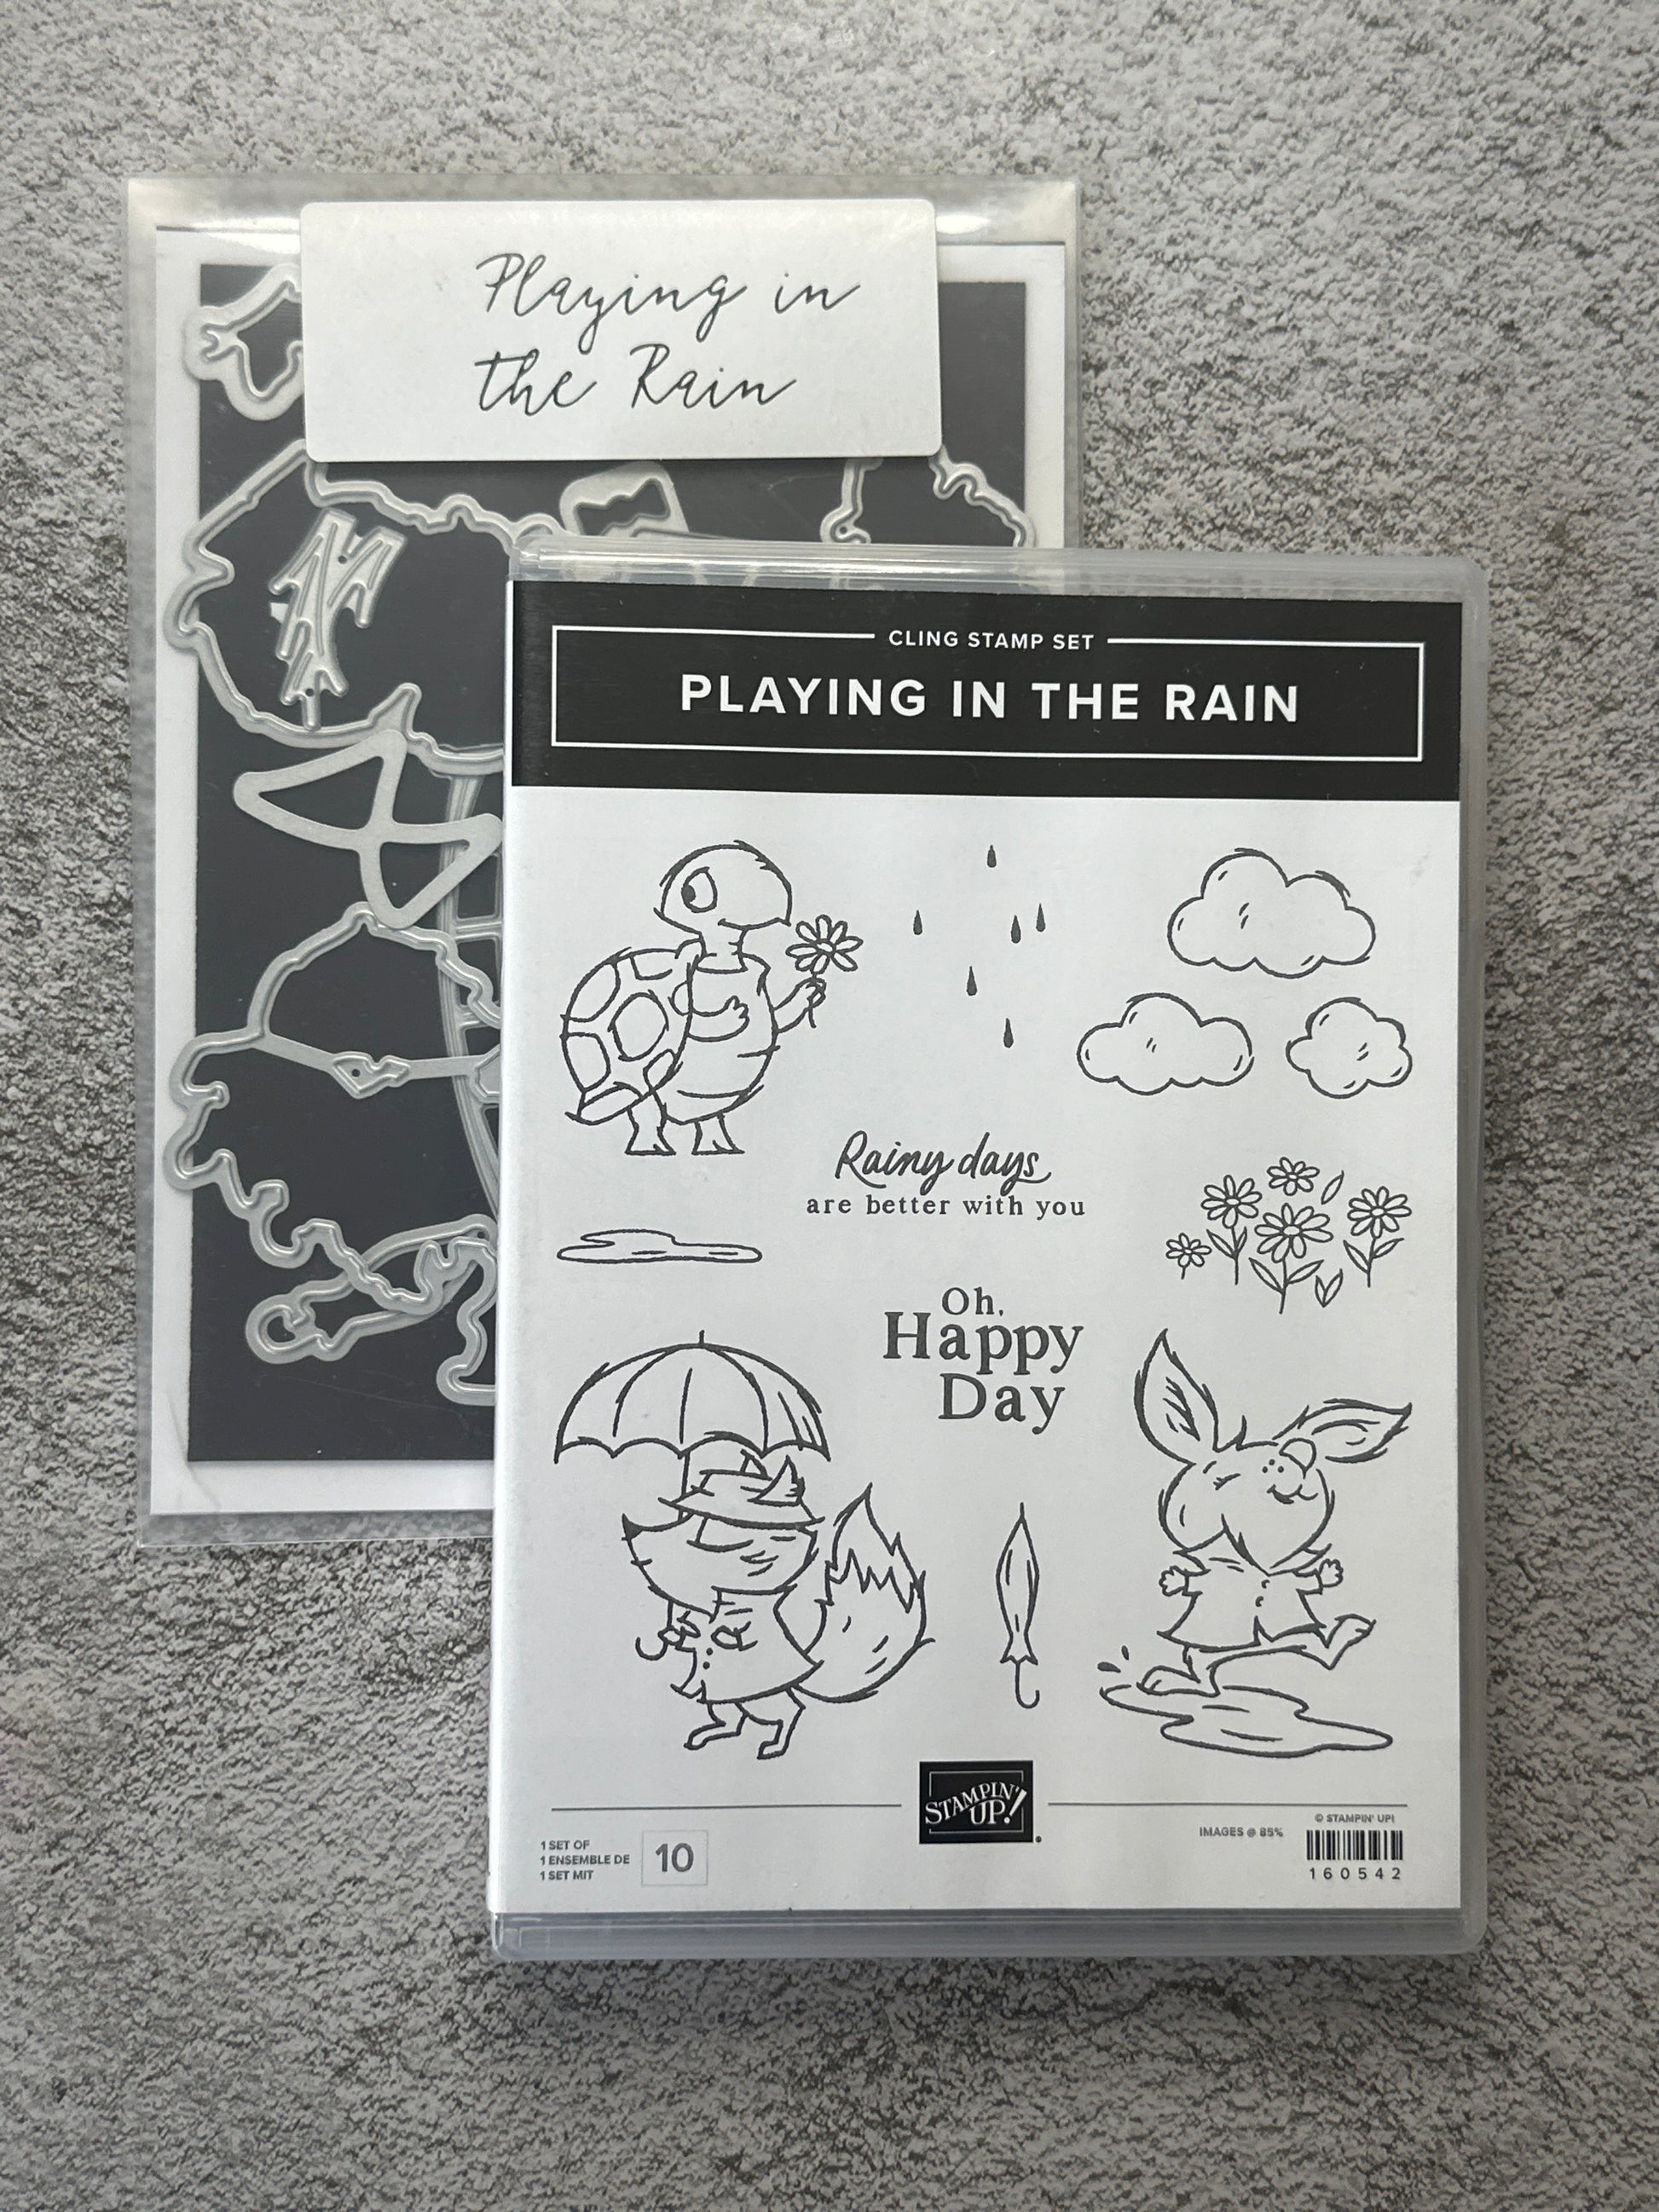 Playing in
the Rain
CLING STAMP SET
PLAYING IN THE RAIN
Rainy days
are better with you
Oh,
Happy
Day
STAMPIN'
UP!
1 SET OF
1 ENSEMBLE DE
1 SET MIT
10
© STAMPIN' UP!
IMAGES @ 85%
160542